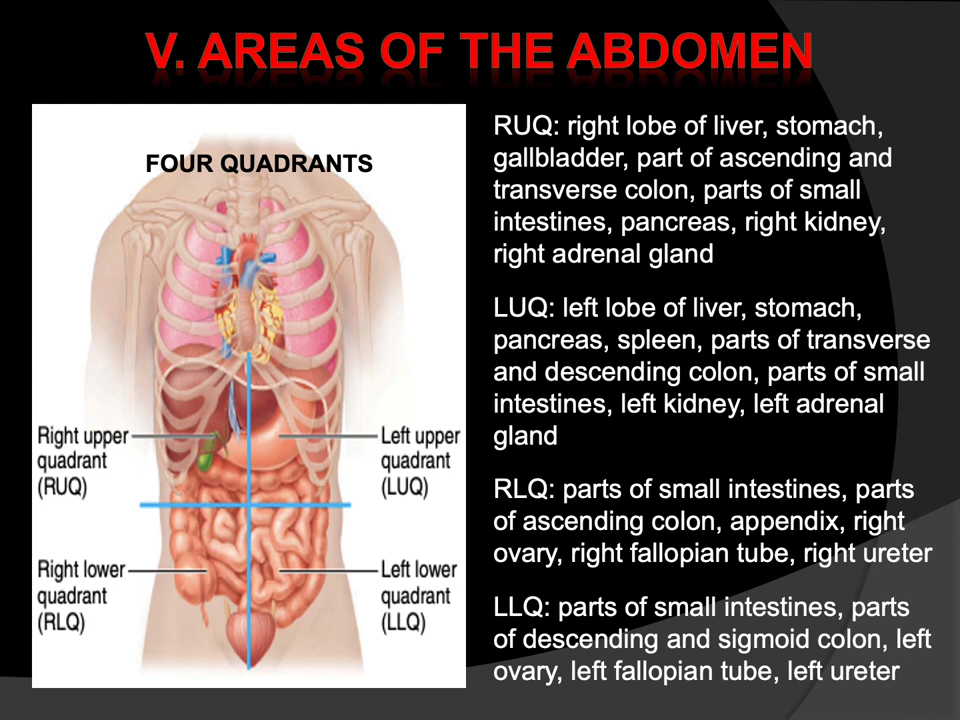 V. AREAS OF THE ABDOMEN
FOUR QUADRANTS
Right upper
quadrant
(RUQ)
Left upper
quadrant
(LUQ)
Right lower
quadrant
(RLQ)
Left lower
quadrant
(LLQ)
RUQ: right lobe of liver, stomach,
gallbladder, part of ascending and
transverse colon, parts of small
intestines, pancreas, right kidney,
right adrenal gland
LUQ: left lobe of liver, stomach,
pancreas, spleen, parts of transverse
and descending colon, parts of small
intestines, left kidney, left adrenal
gland
RLQ: parts of small intestines, parts
of ascending colon, appendix, right
ovary, right fallopian tube, right ureter
LLQ: parts of small intestines, parts
of descending and sigmoid colon, left
ovary, left fallopian tube, left ureter